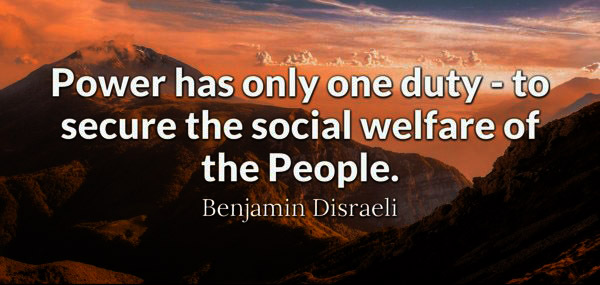 Power has only one duty - to
secure the social welfare of
the People.
Benjamin Disraeli